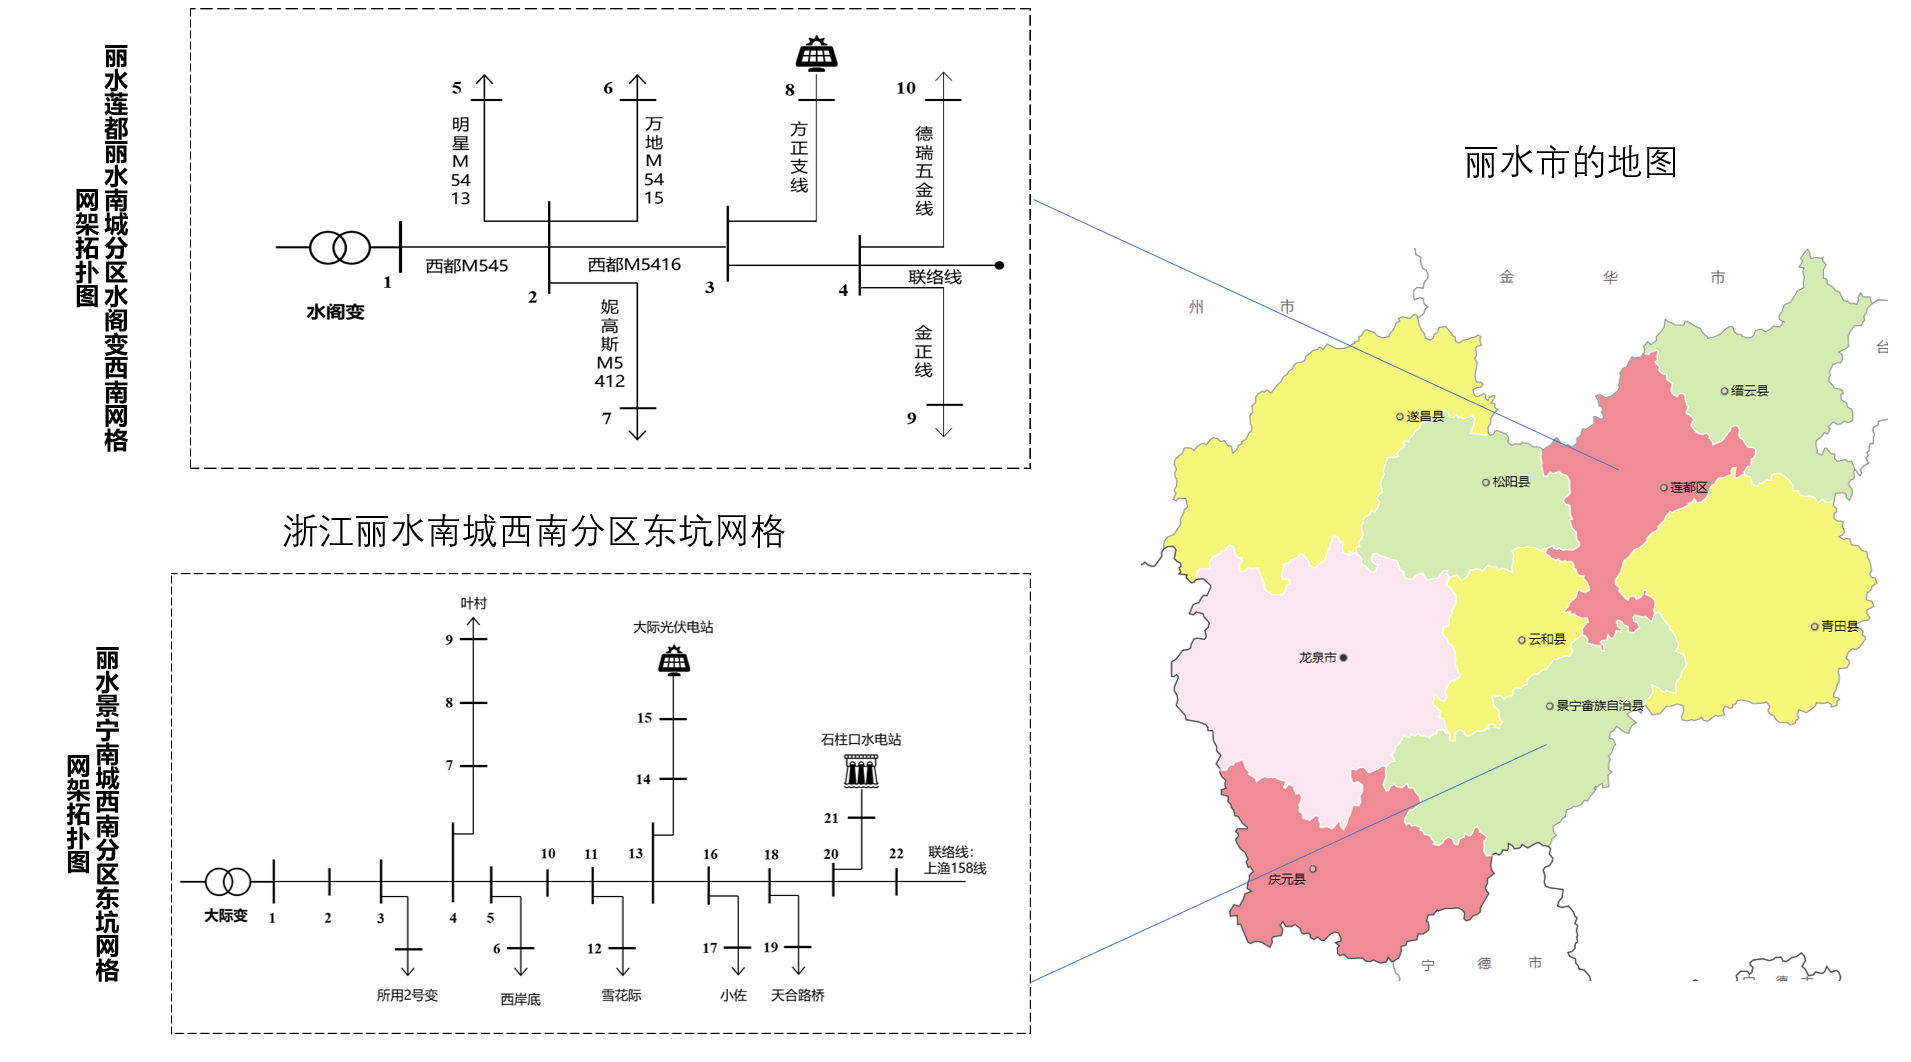 丽水莲都丽水南城分区水阁变西南网格
网架拓扑图
5
6
8
10
明星M5413
万地M5415
方正支线
德瑞五金线
1
西都M545
2
西都M5416
3
4
联络线
水阁变
妮高斯M5412
金正线
7
9
浙江丽水南城西南分区东坑网格
丽水景宁南城西南分区东坑网格
网架拓扑图
叶村
9
8
7
大际光伏电站
15
14
石柱口水电站
21
10
11
13
16
18
20
22
联络线：
上渔158线
大际变
1
2
3
4
5
6
12
17
19
所用2号变
西岸底
雪花际
小佐
天合路桥
丽水市的地图
州 市
金 华 市
台
缙云县
遂昌县
松阳县
莲都区
青田县
云和县
龙泉市
景宁畲族自治县
庆元县
宁 德 市